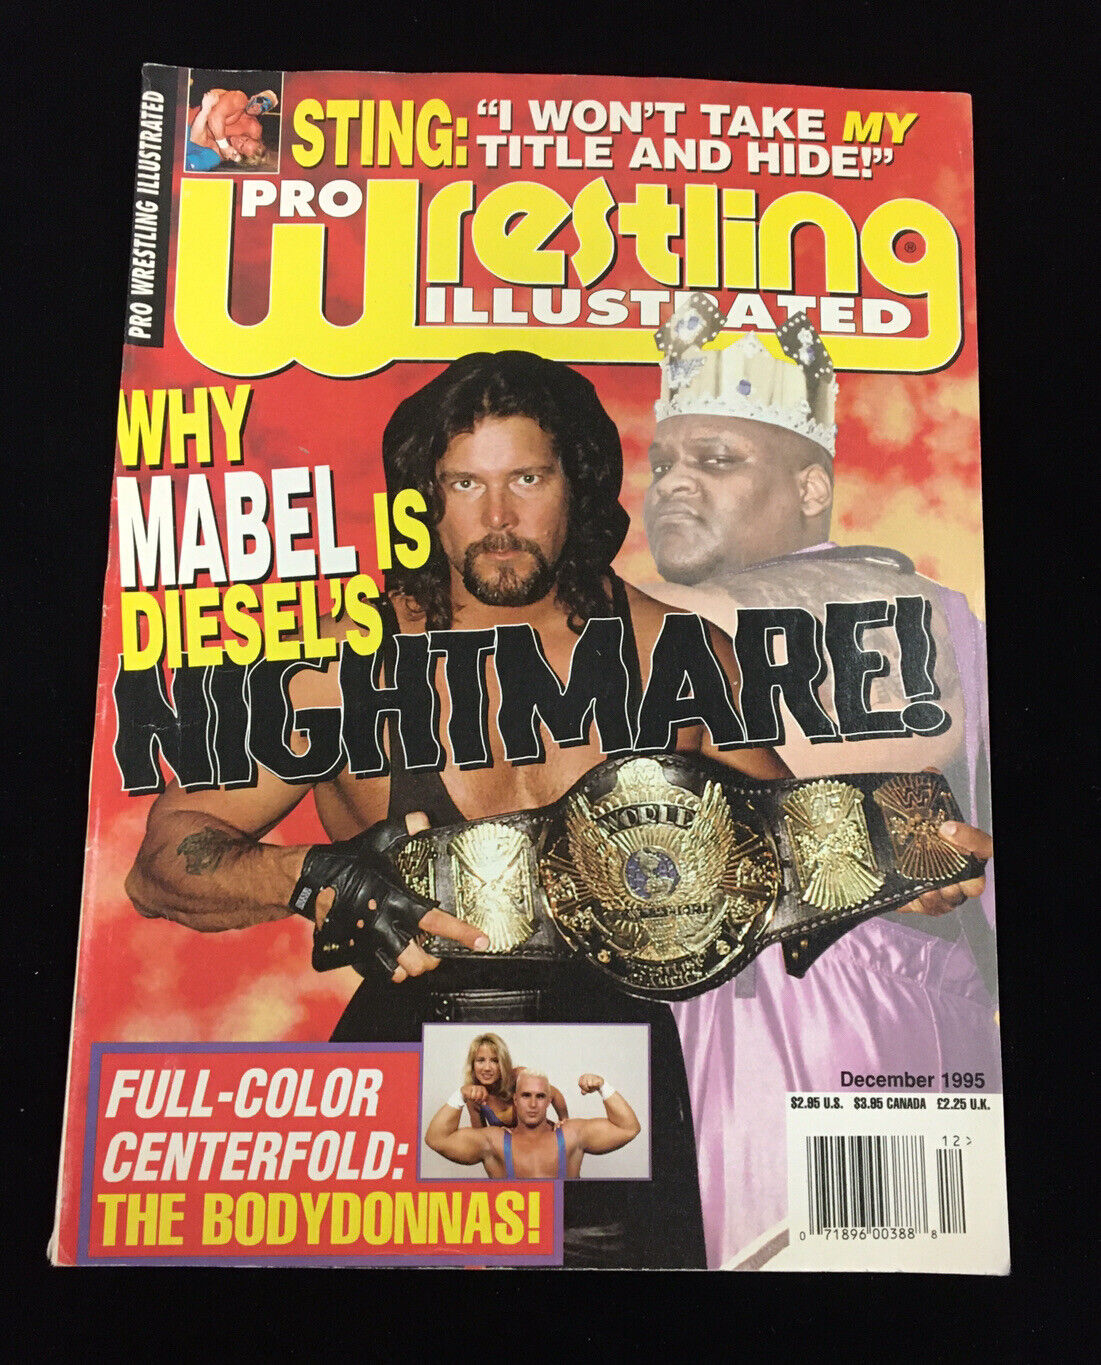 PRO WRESTLING ILLUSTRATED
STING: "I WON'T TAKE MY
TITLE AND HIDE!"
PRO
Wrestling®
ILLUSTRATED
WHY
MABEL IS
DIESEL'S
NIGHTMARE!
WORLD
FULL-COLOR
CENTERFOLD:
THE BODYDONNAS!
December 1995
$2.95 U.S. $3.95 CANADA £2.25 U.K.
12>
0 71896 00388 8